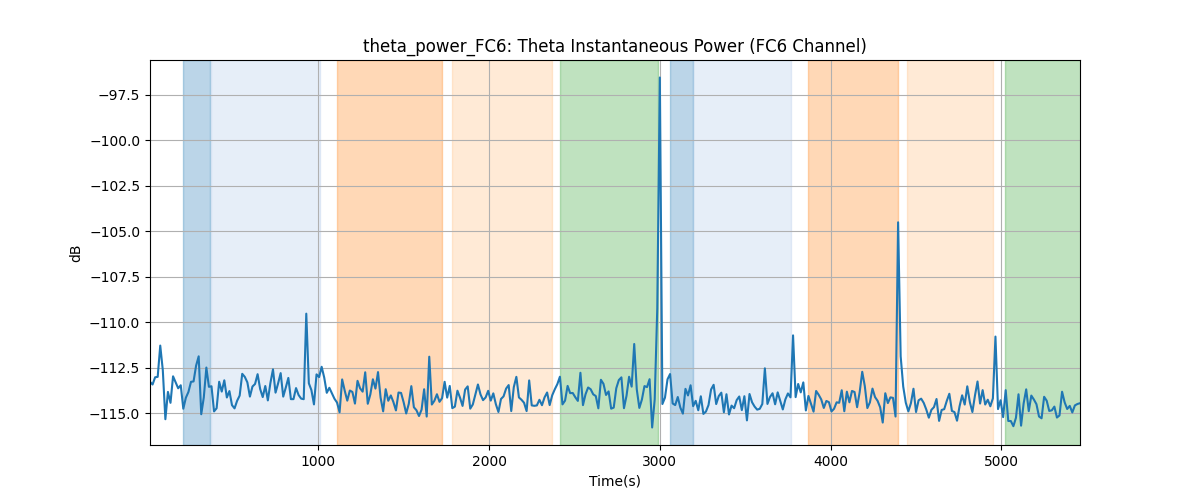 theta_power_FC6: Theta Instantaneous Power (FC6 Channel)
dB
−97.5
−100.0
−102.5
−105.0
−107.5
−110.0
−112.5
−115.0
1000 2000 3000 4000 5000
Time(s)